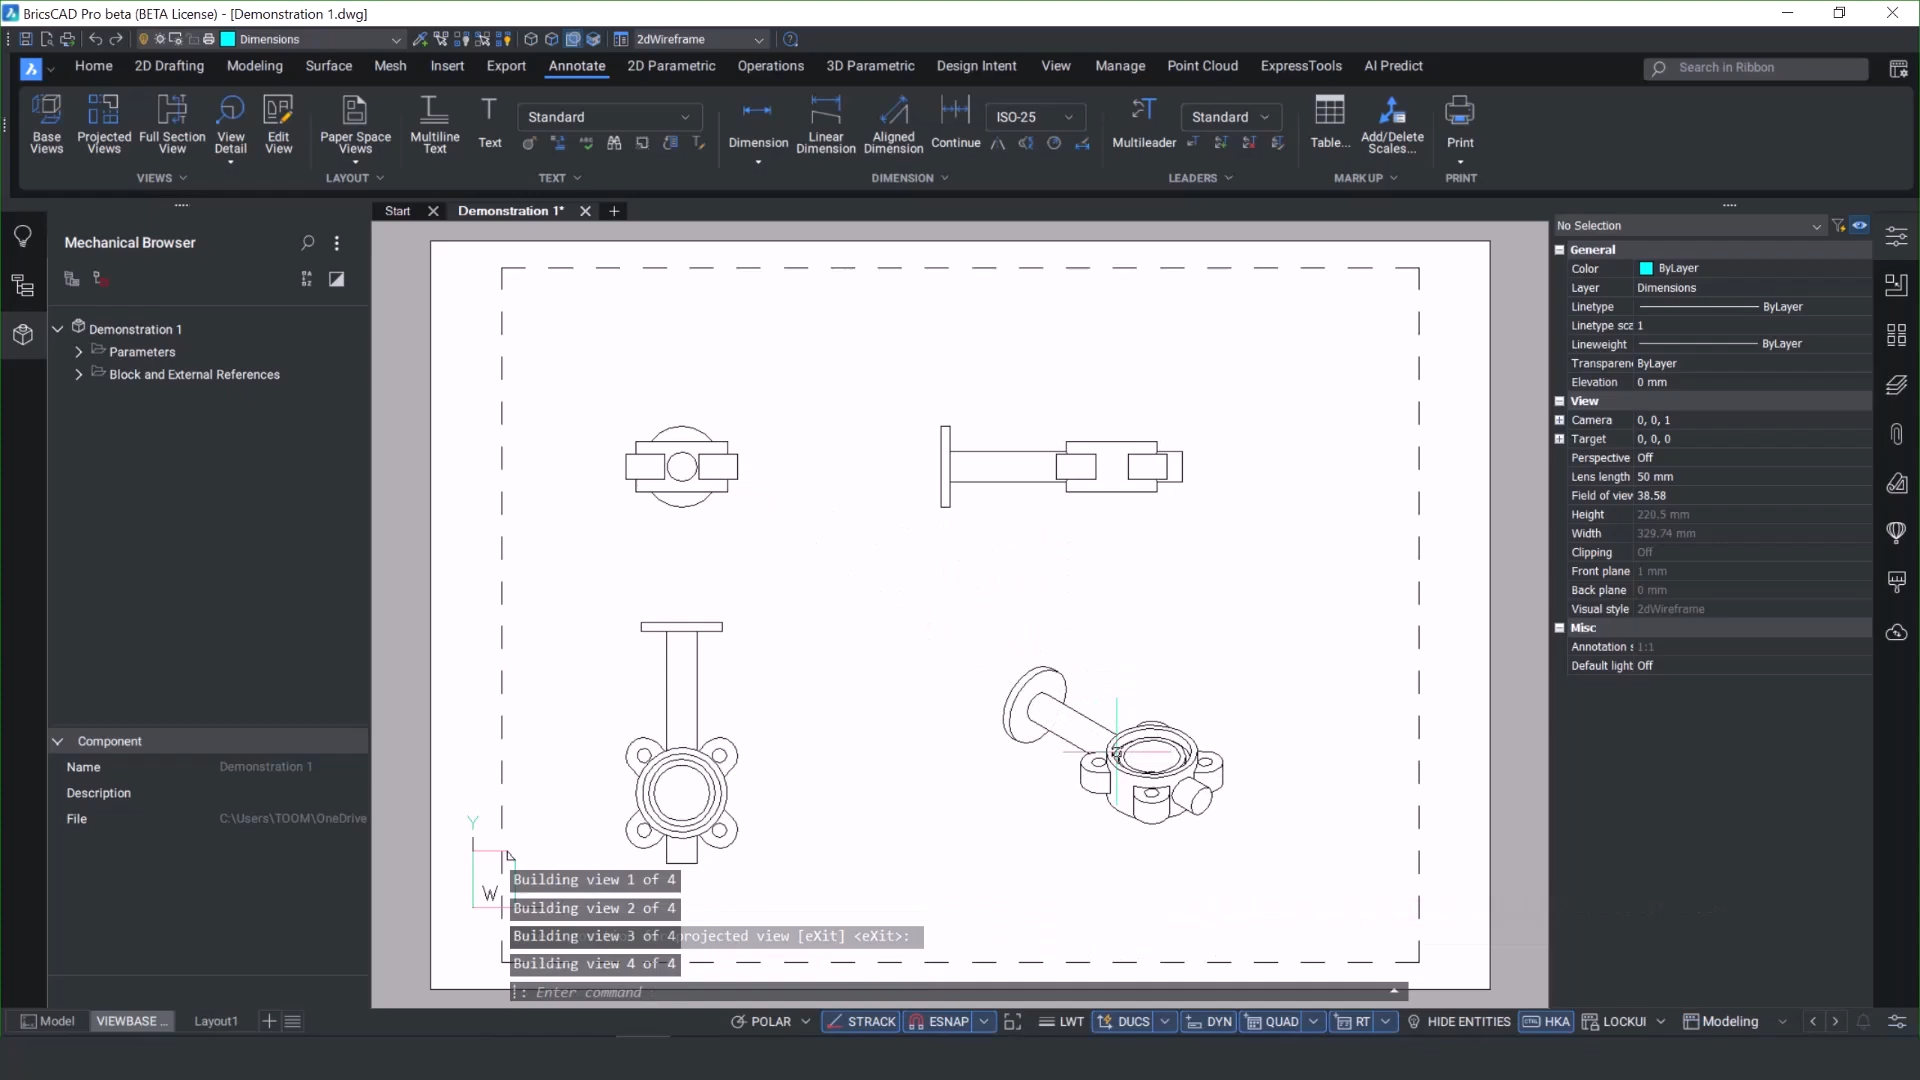 BricsCAD Pro beta (BETA License) - [Demonstration 1.dwg]
Dimensions
2dWireframe
Home 2D Drafting Modeling Surface Mesh Insert Export Annotate 2D Parametric Operations 3D Parametric Design Intent View Manage Point Cloud ExpressTools AI Predict
Search in Ribbon
Base Views
Projected Views
Full Section View
View Detail
Edit View
Paper Space Views
Multiline Text
Text
Standard
Dimension
Linear Dimension
Aligned Dimension
Continue
ISO-25
Multileader
Standard
Table...
Add/Delete Scales...
Print
VIEWS
LAYOUT
TEXT
DIMENSION
LEADERS
MARKUP
PRINT
Start
Demonstration 1*
Mechanical Browser
Demonstration 1
Parameters
Block and External References
Component
Name Demonstration 1
Description
File C:\Users\TOOM\OneDrive
Y
W
Building view 1 of 4
Building view 2 of 4
Building view 3 of 4 projected view [eXit] <eXit>:
Building view 4 of 4
: Enter command
No Selection
General
Color ByLayer
Layer Dimensions
Linetype ByLayer
Linetype sca 1
Lineweight ByLayer
Transparen ByLayer
Elevation 0 mm
View
Camera 0, 0, 1
Target 0, 0, 0
Perspective Off
Lens length 50 mm
Field of view 38.58
Height 220.5 mm
Width 329.74 mm
Clipping Off
Front plane 1 mm
Back plane 0 mm
Visual style 2dWireframe
Misc
Annotation s 1:1
Default light Off
Model
VIEWBASE ...
Layout1
POLAR
STRACK
ESNAP
LWT
DUCS
DYN
QUAD
RT
HIDE ENTITIES
HKA
LOCKUI
Modeling